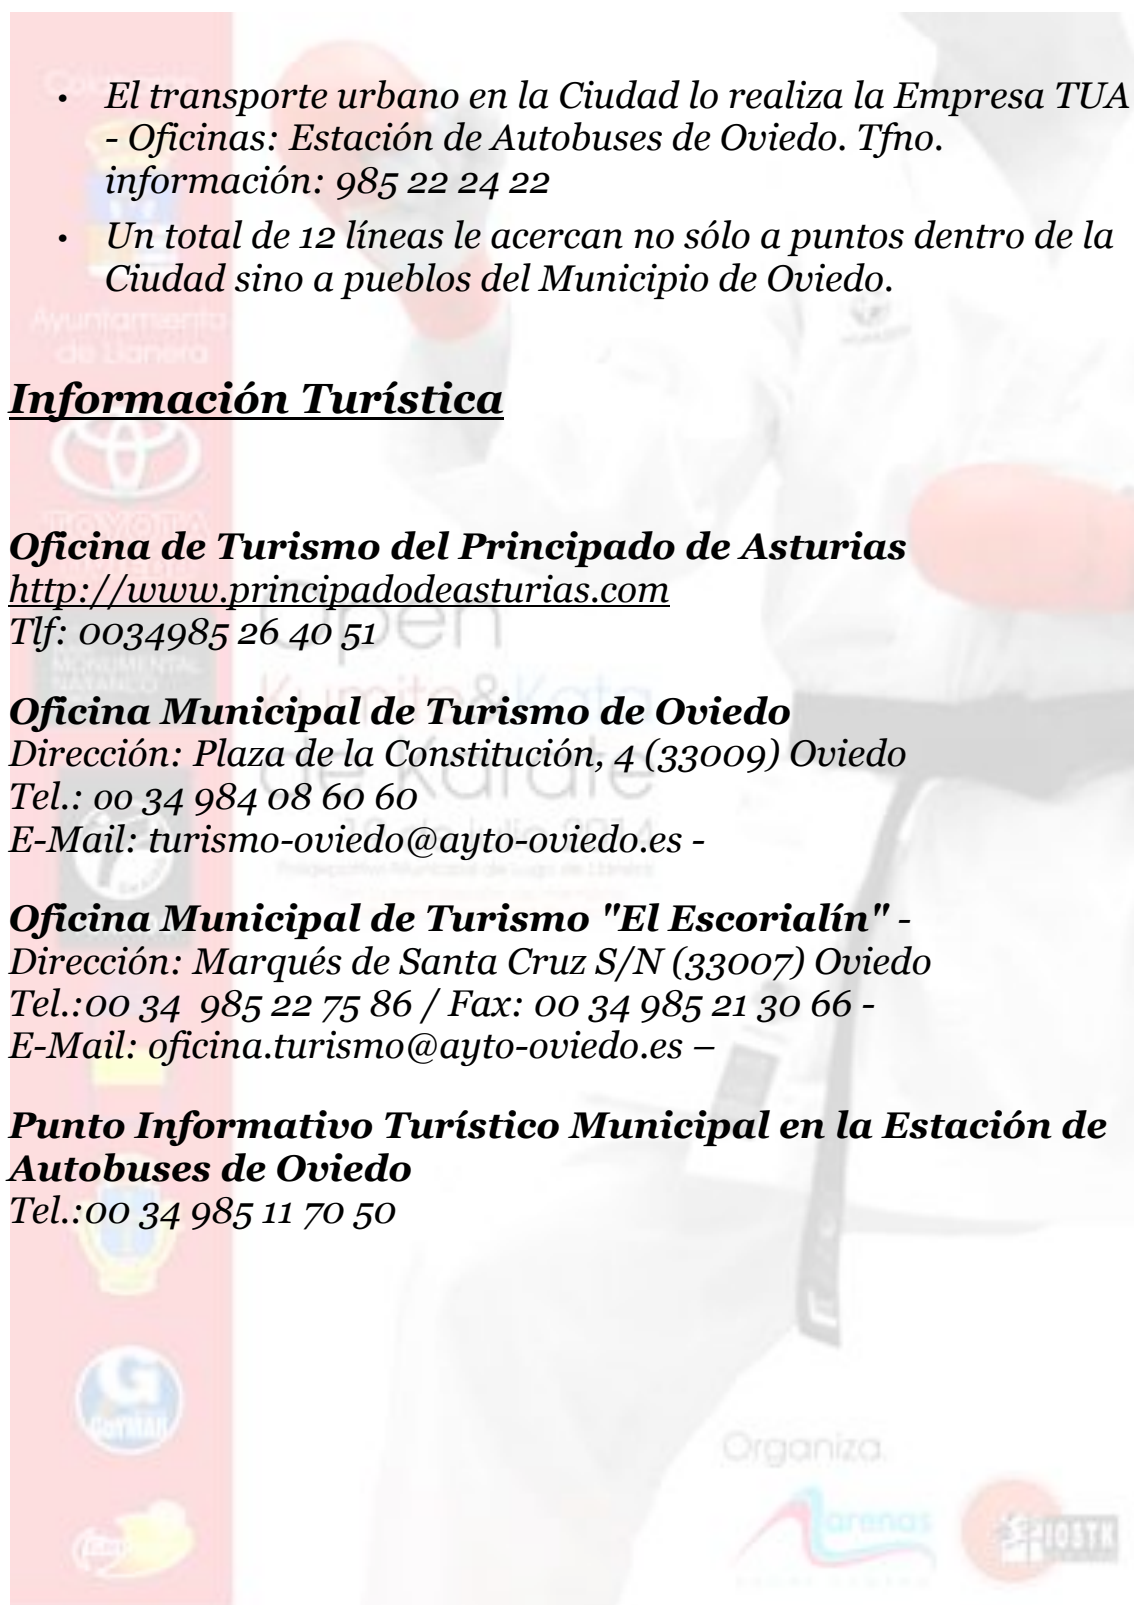 • El transporte urbano en la Ciudad lo realiza la Empresa TUA
- Oficinas: Estación de Autobuses de Oviedo. Tfno.
información: 985 22 24 22
• Un total de 12 líneas le acercan no sólo a puntos dentro de la
Ciudad sino a pueblos del Municipio de Oviedo.
Ayuntamiento
de Llanera
Información Turística
TOYOTA
Oficina de Turismo del Principado de Asturias
http://www.principadodeasturias.com
Tlf: 0034985 26 40 51
Open
Kumite&Kata
de Karate
Oficina Municipal de Turismo de Oviedo
Dirección: Plaza de la Constitución, 4 (33009) Oviedo
Tel.: 00 34 984 08 60 60
E-Mail: turismo-oviedo@ayto-oviedo.es -
Oficina Municipal de Turismo "El Escorialín" -
Dirección: Marqués de Santa Cruz S/N (33007) Oviedo
Tel.:00 34  985 22 75 86 / Fax: 00 34 985 21 30 66 -
E-Mail: oficina.turismo@ayto-oviedo.es –
Punto Informativo Turístico Municipal en la Estación de
Autobuses de Oviedo
Tel.:00 34 985 11 70 50
Organiza
arenas